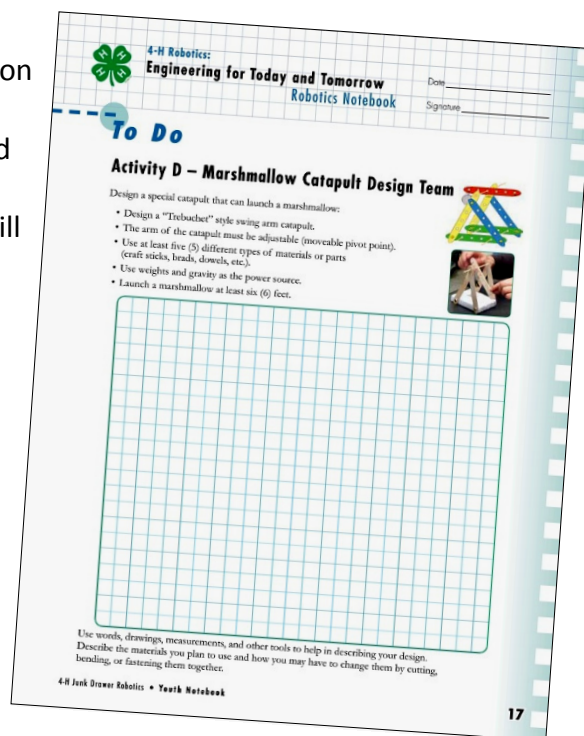 on
d
ill
4-H Robotics:
Engineering for Today and Tomorrow
Robotics Notebook
Date
Signature
To Do
Activity D – Marshmallow Catapult Design Team
Design a special catapult that can launch a marshmallow:
• Design a "Trebuchet" style swing arm catapult.
• The arm of the catapult must be adjustable (moveable pivot point).
• Use at least five (5) different types of materials or parts
(craft sticks, beads, dowels, etc.).
• Use weights and gravity as the power source.
• Launch a marshmallow at least six (6) feet.
Use words, drawings, measurements, and other tools to help in describing your design.
Describe the materials you plan to use and how you may have to change them by cutting,
bending, or fastening them together.
4-H Junk Drawer Robotics • Youth Notebook
17